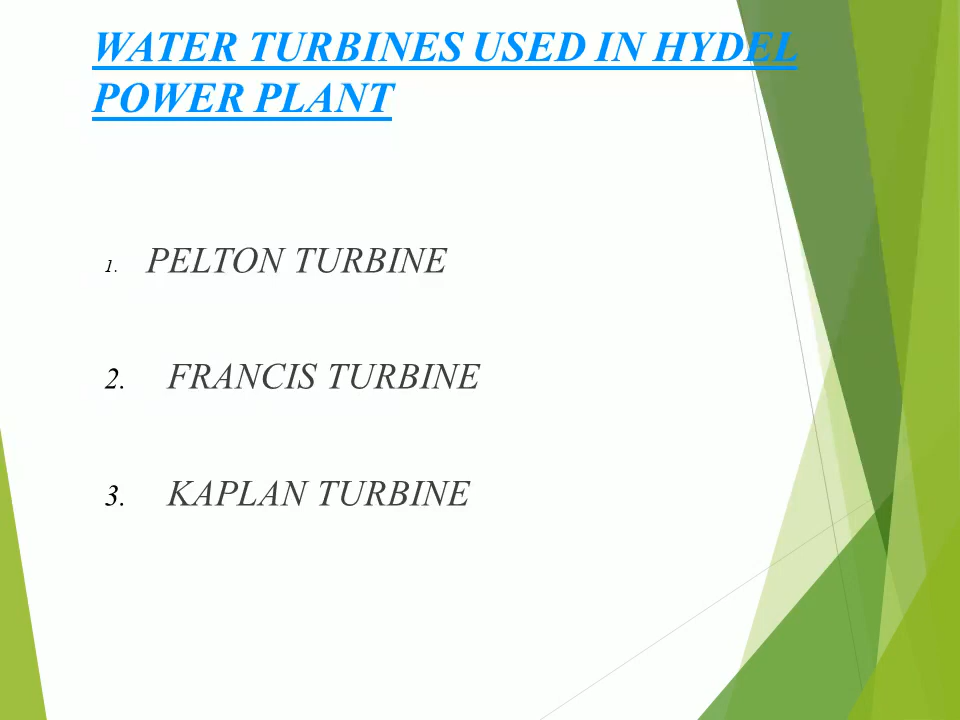 WATER TURBINES USED IN HYDEL
POWER PLANT
1. PELTON TURBINE
2. FRANCIS TURBINE
3. KAPLAN TURBINE